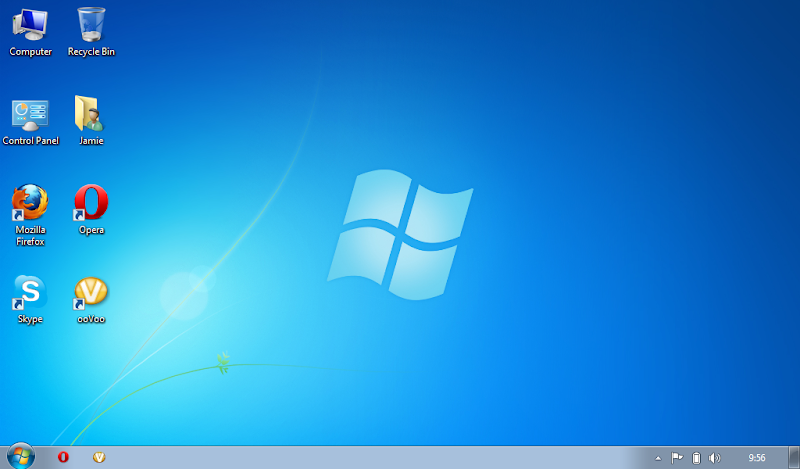 Computer
Recycle Bin
Control Panel
Jamie
Mozilla
Firefox
Opera
Skype
ooVoo
9:56